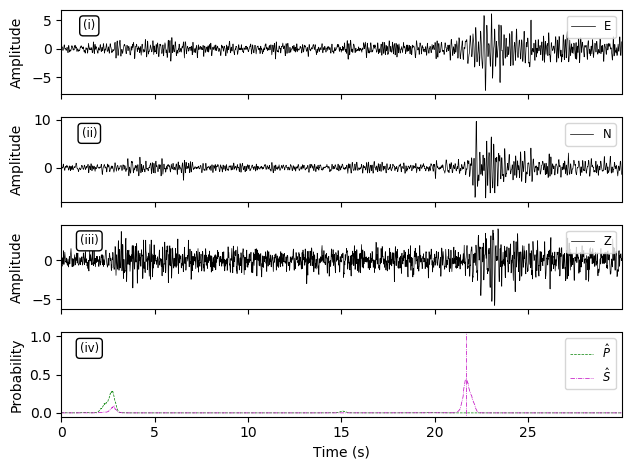 5
0
−5
Amplitude
(i)
E
10
0
Amplitude
(ii)
N
0
−5
Amplitude
(iii)
Z
1.0
0.5
0.0
Probability
(iv)
P̂
Ŝ
0 5 10 15 20 25
Time (s)